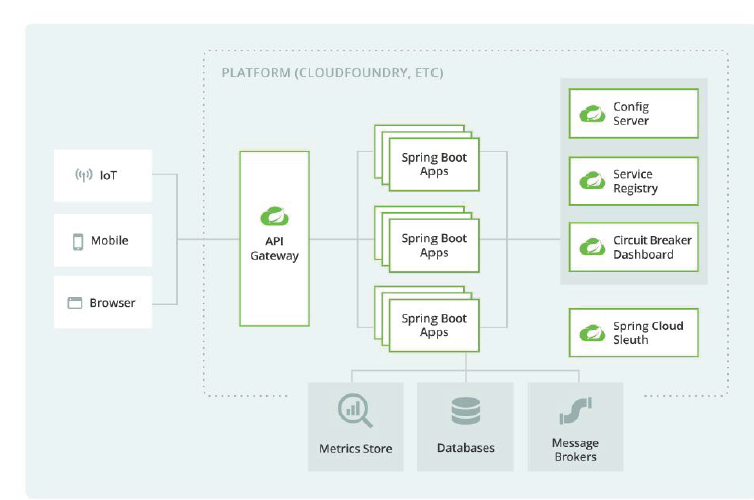 PLATFORM (CLOUDFOUNDRY, ETC)
IoT
Mobile
Browser
API
Gateway
Spring Boot
Apps
Spring Boot
Apps
Spring Boot
Apps
Config
Server
Service
Registry
Circuit Breaker
Dashboard
Spring Cloud
Sleuth
Metrics Store
Databases
Message
Brokers